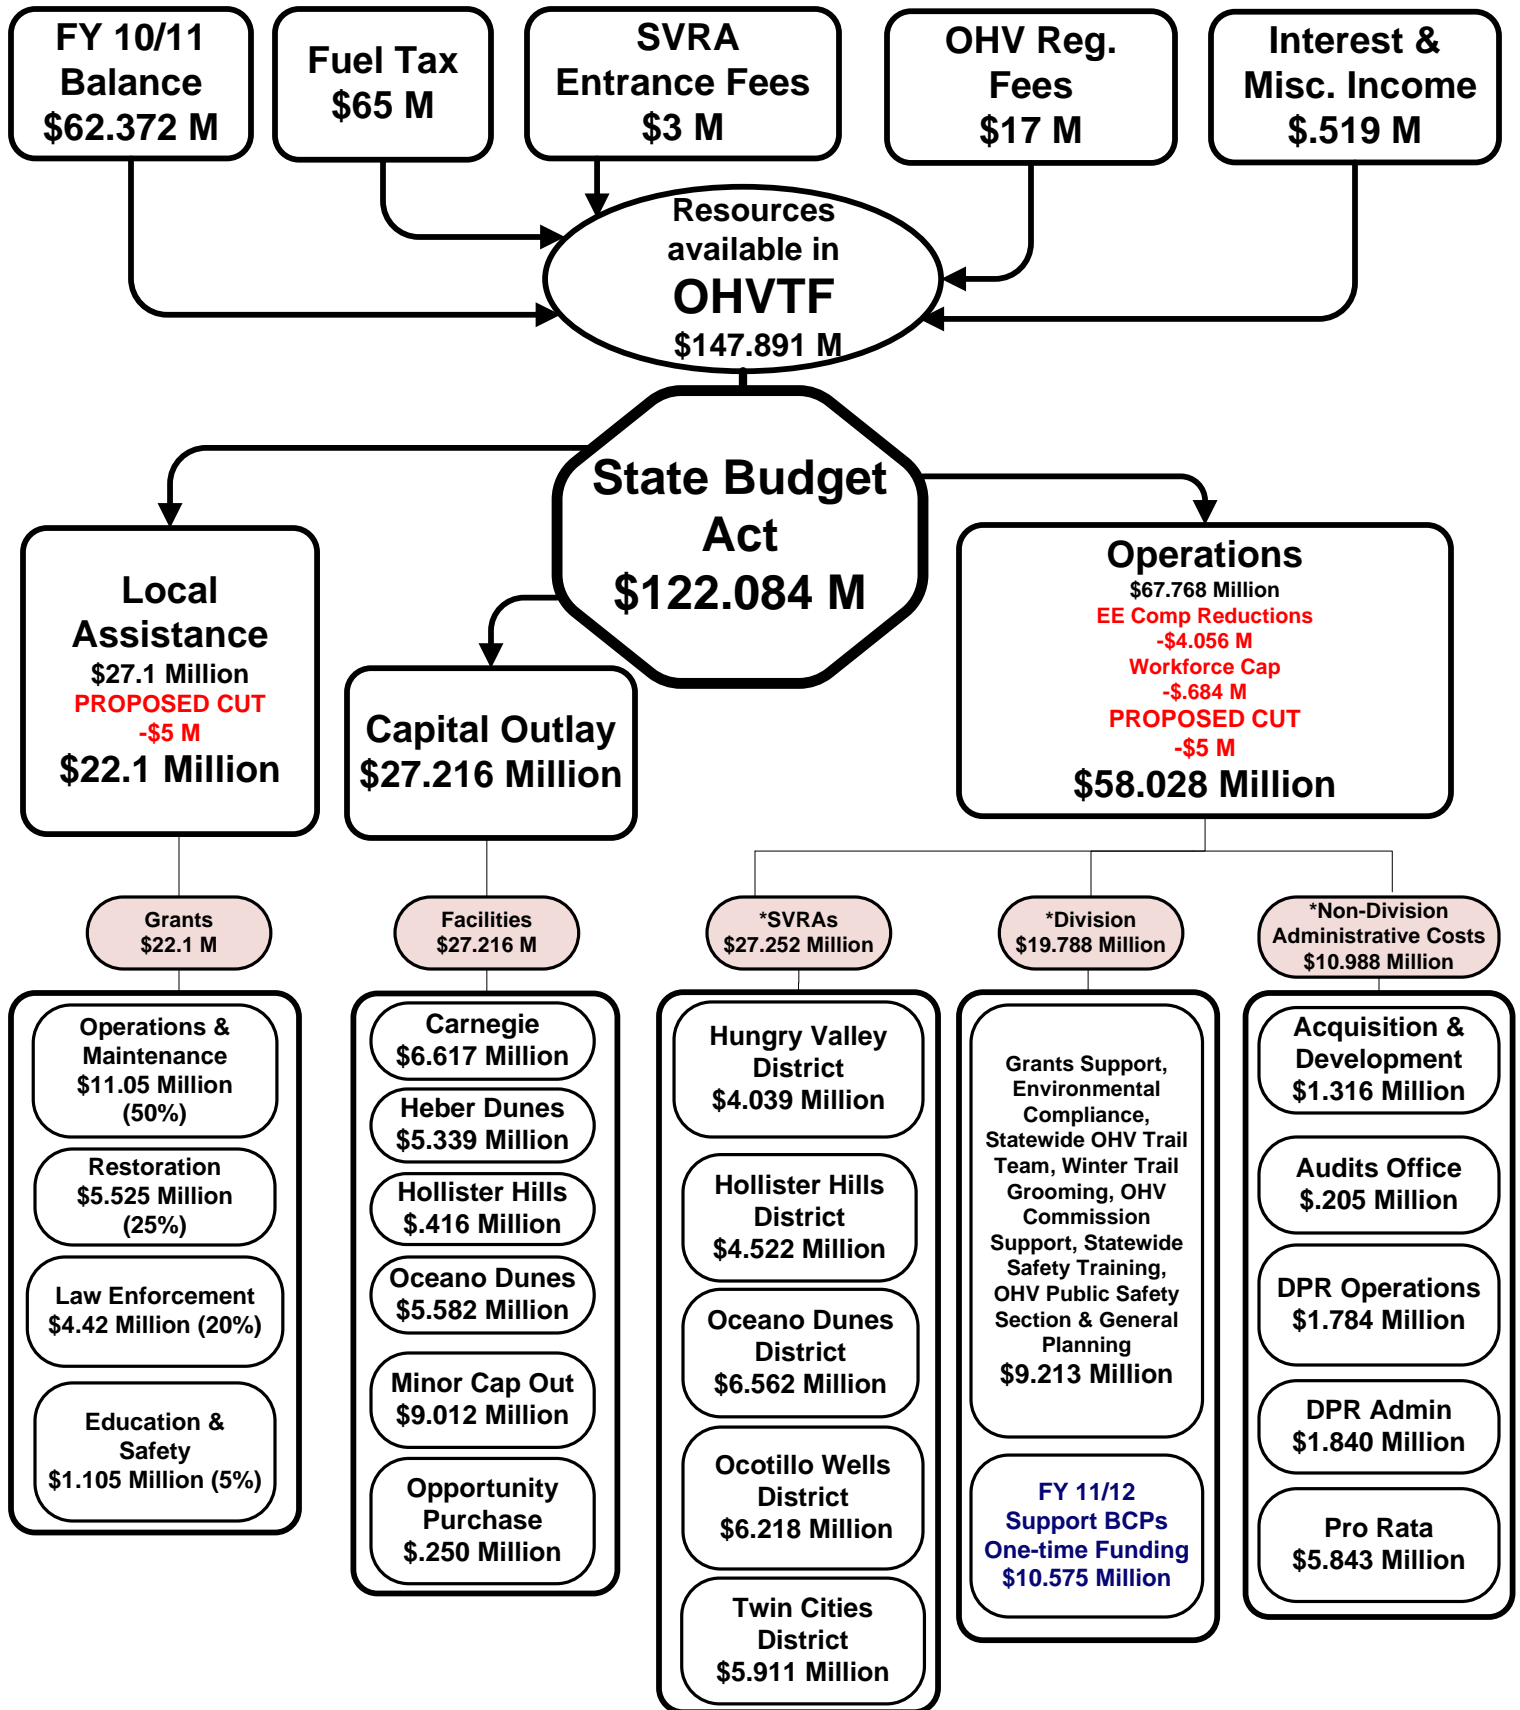 FY 10/11
Balance
$62.372 M
Fuel Tax
$65 M
SVRA
Entrance Fees
$3 M
OHV Reg.
Fees
$17 M
Interest &
Misc. Income
$.519 M
Resources
available in
OHVTF
$147.891 M
State Budget
Act
$122.084 M
Local
Assistance
$27.1 Million
PROPOSED CUT
-$5 M
$22.1 Million
Capital Outlay
$27.216 Million
Operations
$67.768 Million
EE Comp Reductions
-$4.056 M
Workforce Cap
-$.684 M
PROPOSED CUT
-$5 M
$58.028 Million
Grants
$22.1 M
Operations &
Maintenance
$11.05 Million
(50%)
Restoration
$5.525 Million
(25%)
Law Enforcement
$4.42 Million (20%)
Education &
Safety
$1.105 Million (5%)
Facilities
$27.216 M
Carnegie
$6.617 Million
Heber Dunes
$5.339 Million
Hollister Hills
$.416 Million
Oceano Dunes
$5.582 Million
Minor Cap Out
$9.012 Million
Opportunity
Purchase
$.250 Million
*SVRAs
$27.252 Million
Hungry Valley
District
$4.039 Million
Hollister Hills
District
$4.522 Million
Oceano Dunes
District
$6.562 Million
Ocotillo Wells
District
$6.218 Million
Twin Cities
District
$5.911 Million
*Division
$19.788 Million
Grants Support,
Environmental
Compliance,
Statewide OHV Trail
Team, Winter Trail
Grooming, OHV
Commission
Support, Statewide
Safety Training,
OHV Public Safety
Section & General
Planning
$9.213 Million
FY 11/12
Support BCPs
One-time Funding
$10.575 Million
*Non-Division
Administrative Costs
$10.988 Million
Acquisition &
Development
$1.316 Million
Audits Office
$.205 Million
DPR Operations
$1.784 Million
DPR Admin
$1.840 Million
Pro Rata
$5.843 Million